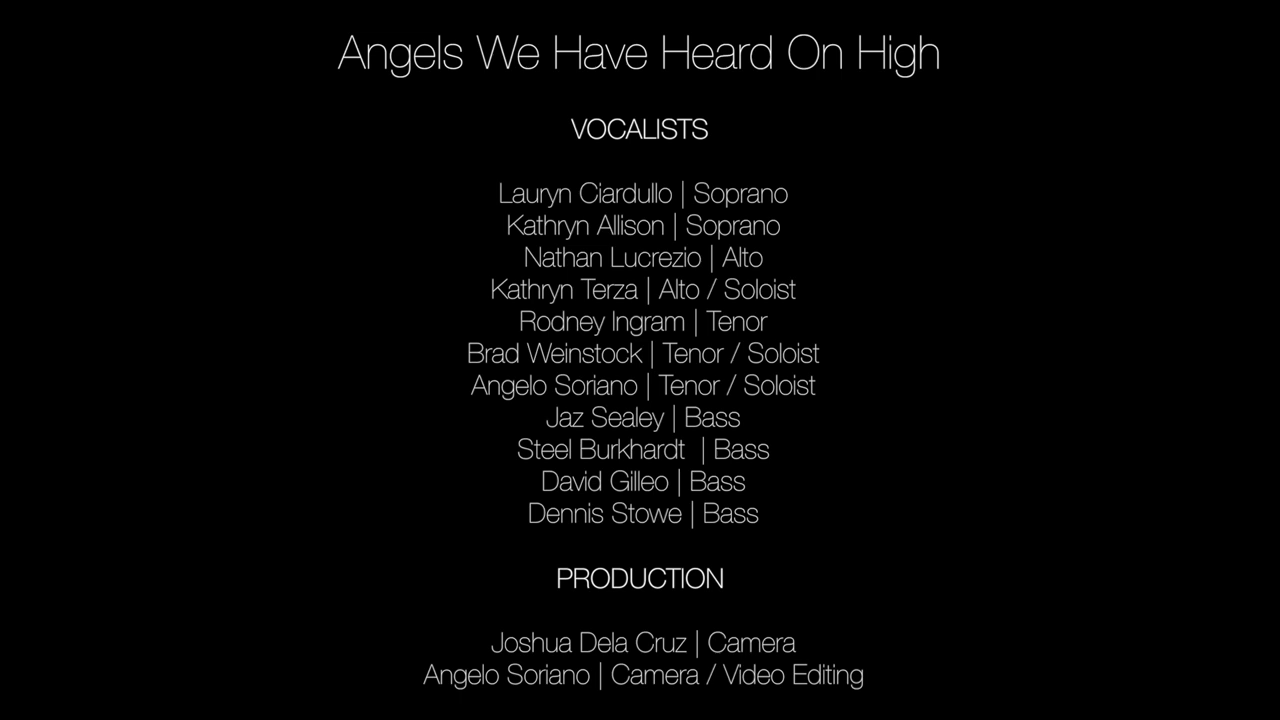 Angels We Have Heard On High
VOCALISTS
Lauryn Ciardullo | Soprano
Kathryn Allison | Soprano
Nathan Lucrezio | Alto
Kathryn Terza | Alto / Soloist
Rodney Ingram | Tenor
Brad Weinstock | Tenor / Soloist
Angelo Soriano | Tenor / Soloist
Jaz Sealey | Bass
Steel Burkhardt  | Bass
David Gilleo | Bass
Dennis Stowe | Bass
PRODUCTION
Joshua Dela Cruz | Camera
Angelo Soriano | Camera / Video Editing